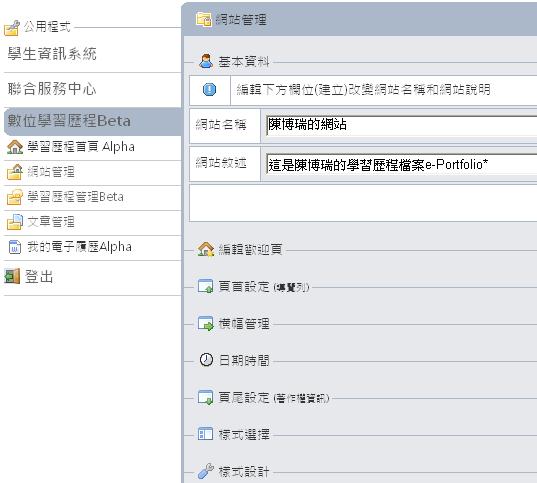 公用程式
學生資訊系統
聯合服務中心
數位學習歷程Beta
學習歷程首頁 Alpha
網站管理
學習歷程管理Beta
文章管理
我的電子履歷Alpha
登出
網站管理
基本資料
編輯下方欄位(建立)改變網站名稱和網站說明
網站名稱
陳博瑞的網站
網站敘述
這是陳博瑞的學習歷程檔案e-Portfolio*
編輯歡迎頁
頁首設定 (導覽列)
橫幅管理
日期時間
頁尾設定 (著作權資訊)
樣式選擇
樣式設計